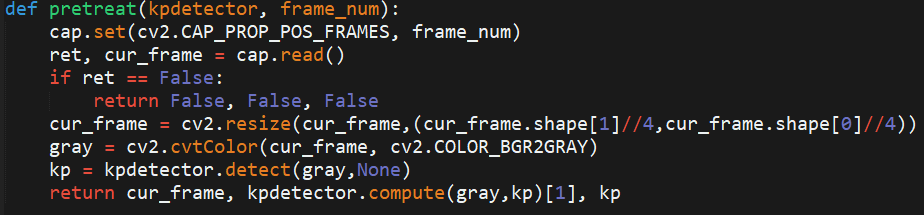 def pretreat(kpdetector, frame_num):
    cap.set(cv2.CAP_PROP_POS_FRAMES, frame_num)
    ret, cur_frame = cap.read()
    if ret == False:
        return False, False, False
    cur_frame = cv2.resize(cur_frame,(cur_frame.shape[1]//4,cur_frame.shape[0]//4))
    gray = cv2.cvtColor(cur_frame, cv2.COLOR_BGR2GRAY)
    kp = kpdetector.detect(gray,None)
    return cur_frame, kpdetector.compute(gray,kp)[1], kp